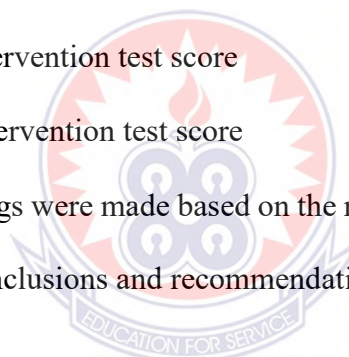 ervention test score
ervention test score
gs were made based on the r
nclusions and recommendati
EDUCATION FOR SERVICE